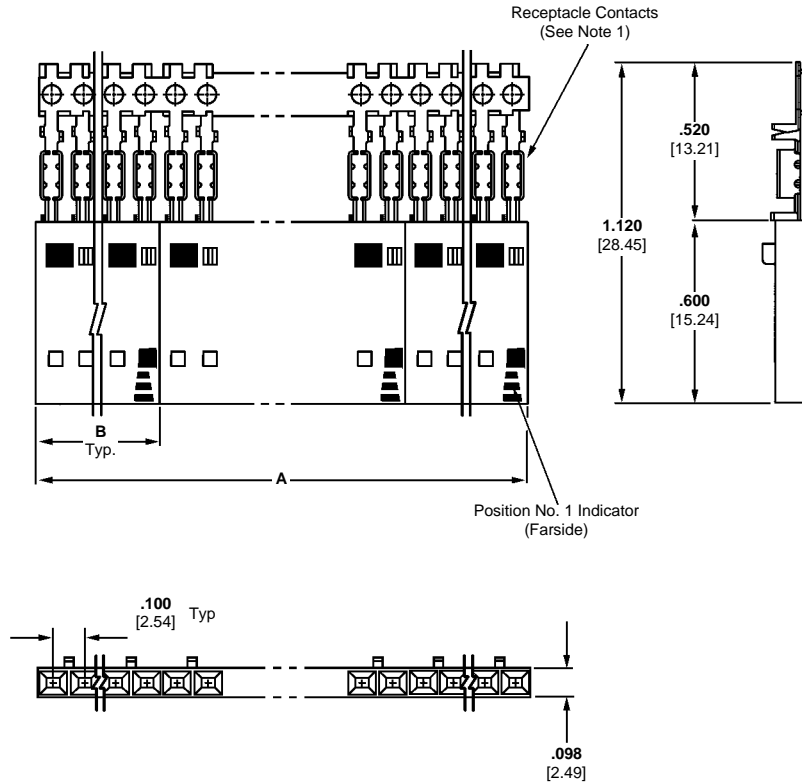 Receptacle Contacts
(See Note 1)
.520
[13.21]
1.120
[28.45]
.600
[15.24]
B
Typ.
A
Position No. 1 Indicator
(Farside)
.100
[2.54]
Typ
.098
[2.49]